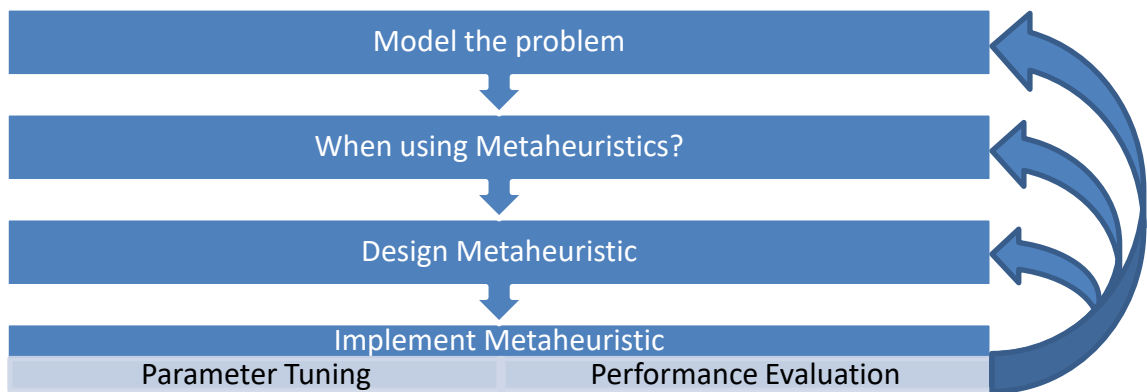 Model the problem
When using Metaheuristics?
Design Metaheuristic
Implement Metaheuristic
Parameter Tuning
Performance Evaluation